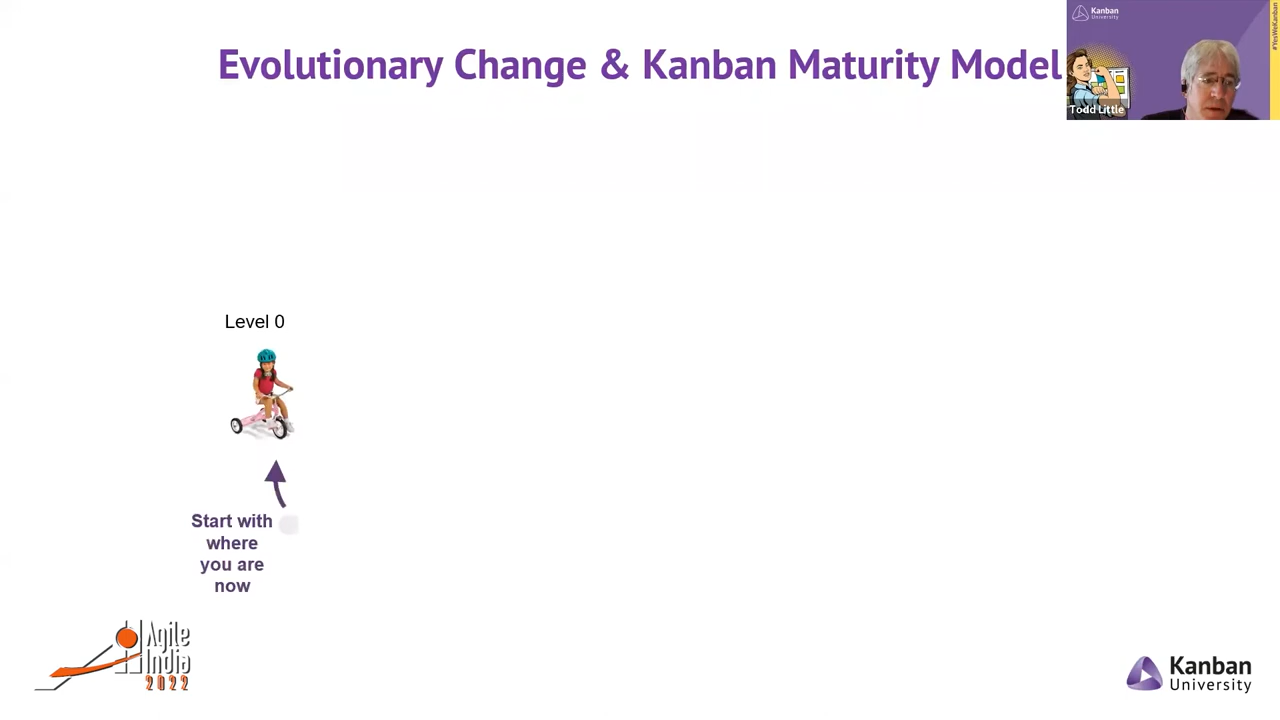 Evolutionary Change & Kanban Maturity Model
Kanban
University
#YesWeKanban
Todd Little
Level 0
Start with
where
you are
now
Agile
India
2022
Kanban
University